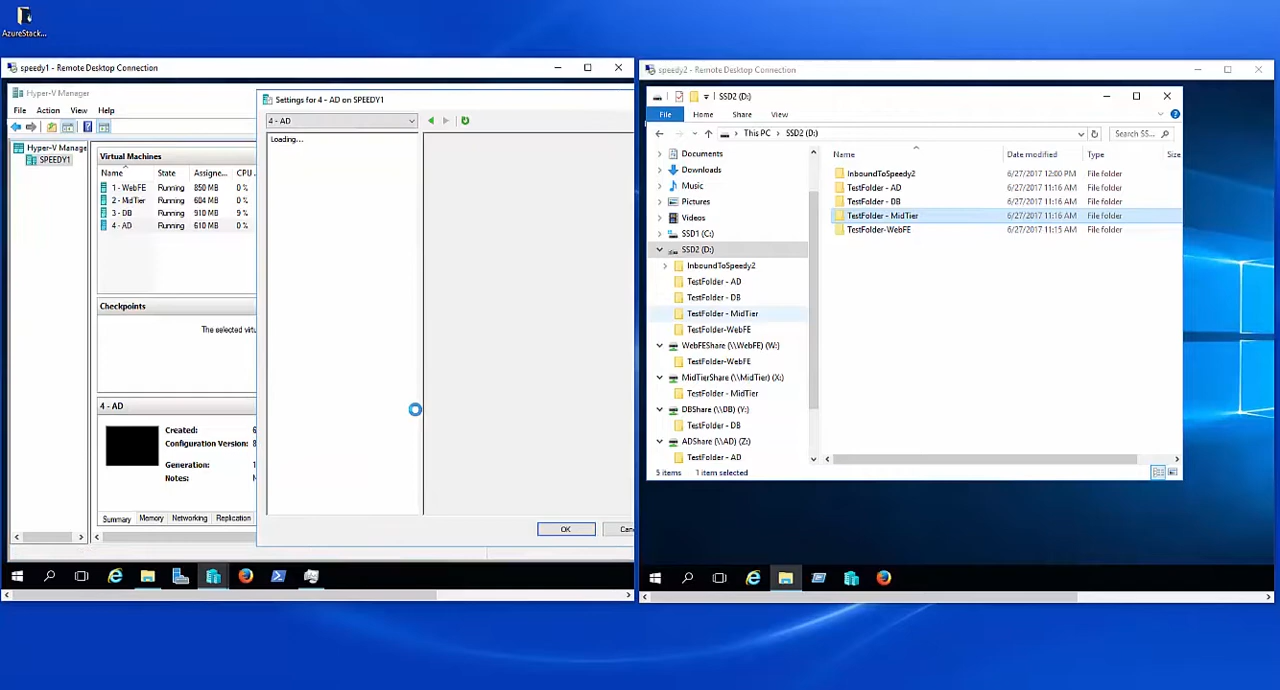 AzureStack...
speedy1 - Remote Desktop Connection
Hyper-V Manager
File Action View Help
Hyper-V Manage
SPEEDY1
Virtual Machines
Name State Assigne... CPU
1 - WebFE Running 850 MB 0 %
2 - MidTier Running 604 MB 0 %
3 - DB Running 910 MB 9 %
4 - AD Running 610 MB 0 %
Checkpoints
The selected virtu
4 - AD
Created: 6
Configuration Version: 8
Generation: 1
Notes: N
Summary Memory Networking Replication
Settings for 4 - AD on SPEEDY1
4 - AD
Loading...
OK
Can
speedy2 - Remote Desktop Connection
SSD2 (D:)
File Home Share View
This PC SSD2 (D:)
Search SS...
Documents
Downloads
Music
Pictures
Videos
SSD1 (C:)
SSD2 (D:)
InboundToSpeedy2
TestFolder - AD
TestFolder - DB
TestFolder - MidTier
TestFolder-WebFE
WebFEShare (\\WebFE) (W:)
TestFolder-WebFE
MidTierShare (\\MidTier) (X:)
TestFolder - MidTier
DBShare (\\DB) (Y:)
TestFolder - DB
ADShare (\\AD) (Z:)
TestFolder - AD
Name Date modified Type Size
InboundToSpeedy2 6/27/2017 12:00 PM File folder
TestFolder - AD 6/27/2017 11:16 AM File folder
TestFolder - DB 6/27/2017 11:16 AM File folder
TestFolder - MidTier 6/27/2017 11:16 AM File folder
TestFolder-WebFE 6/27/2017 11:15 AM File folder
5 items 1 item selected